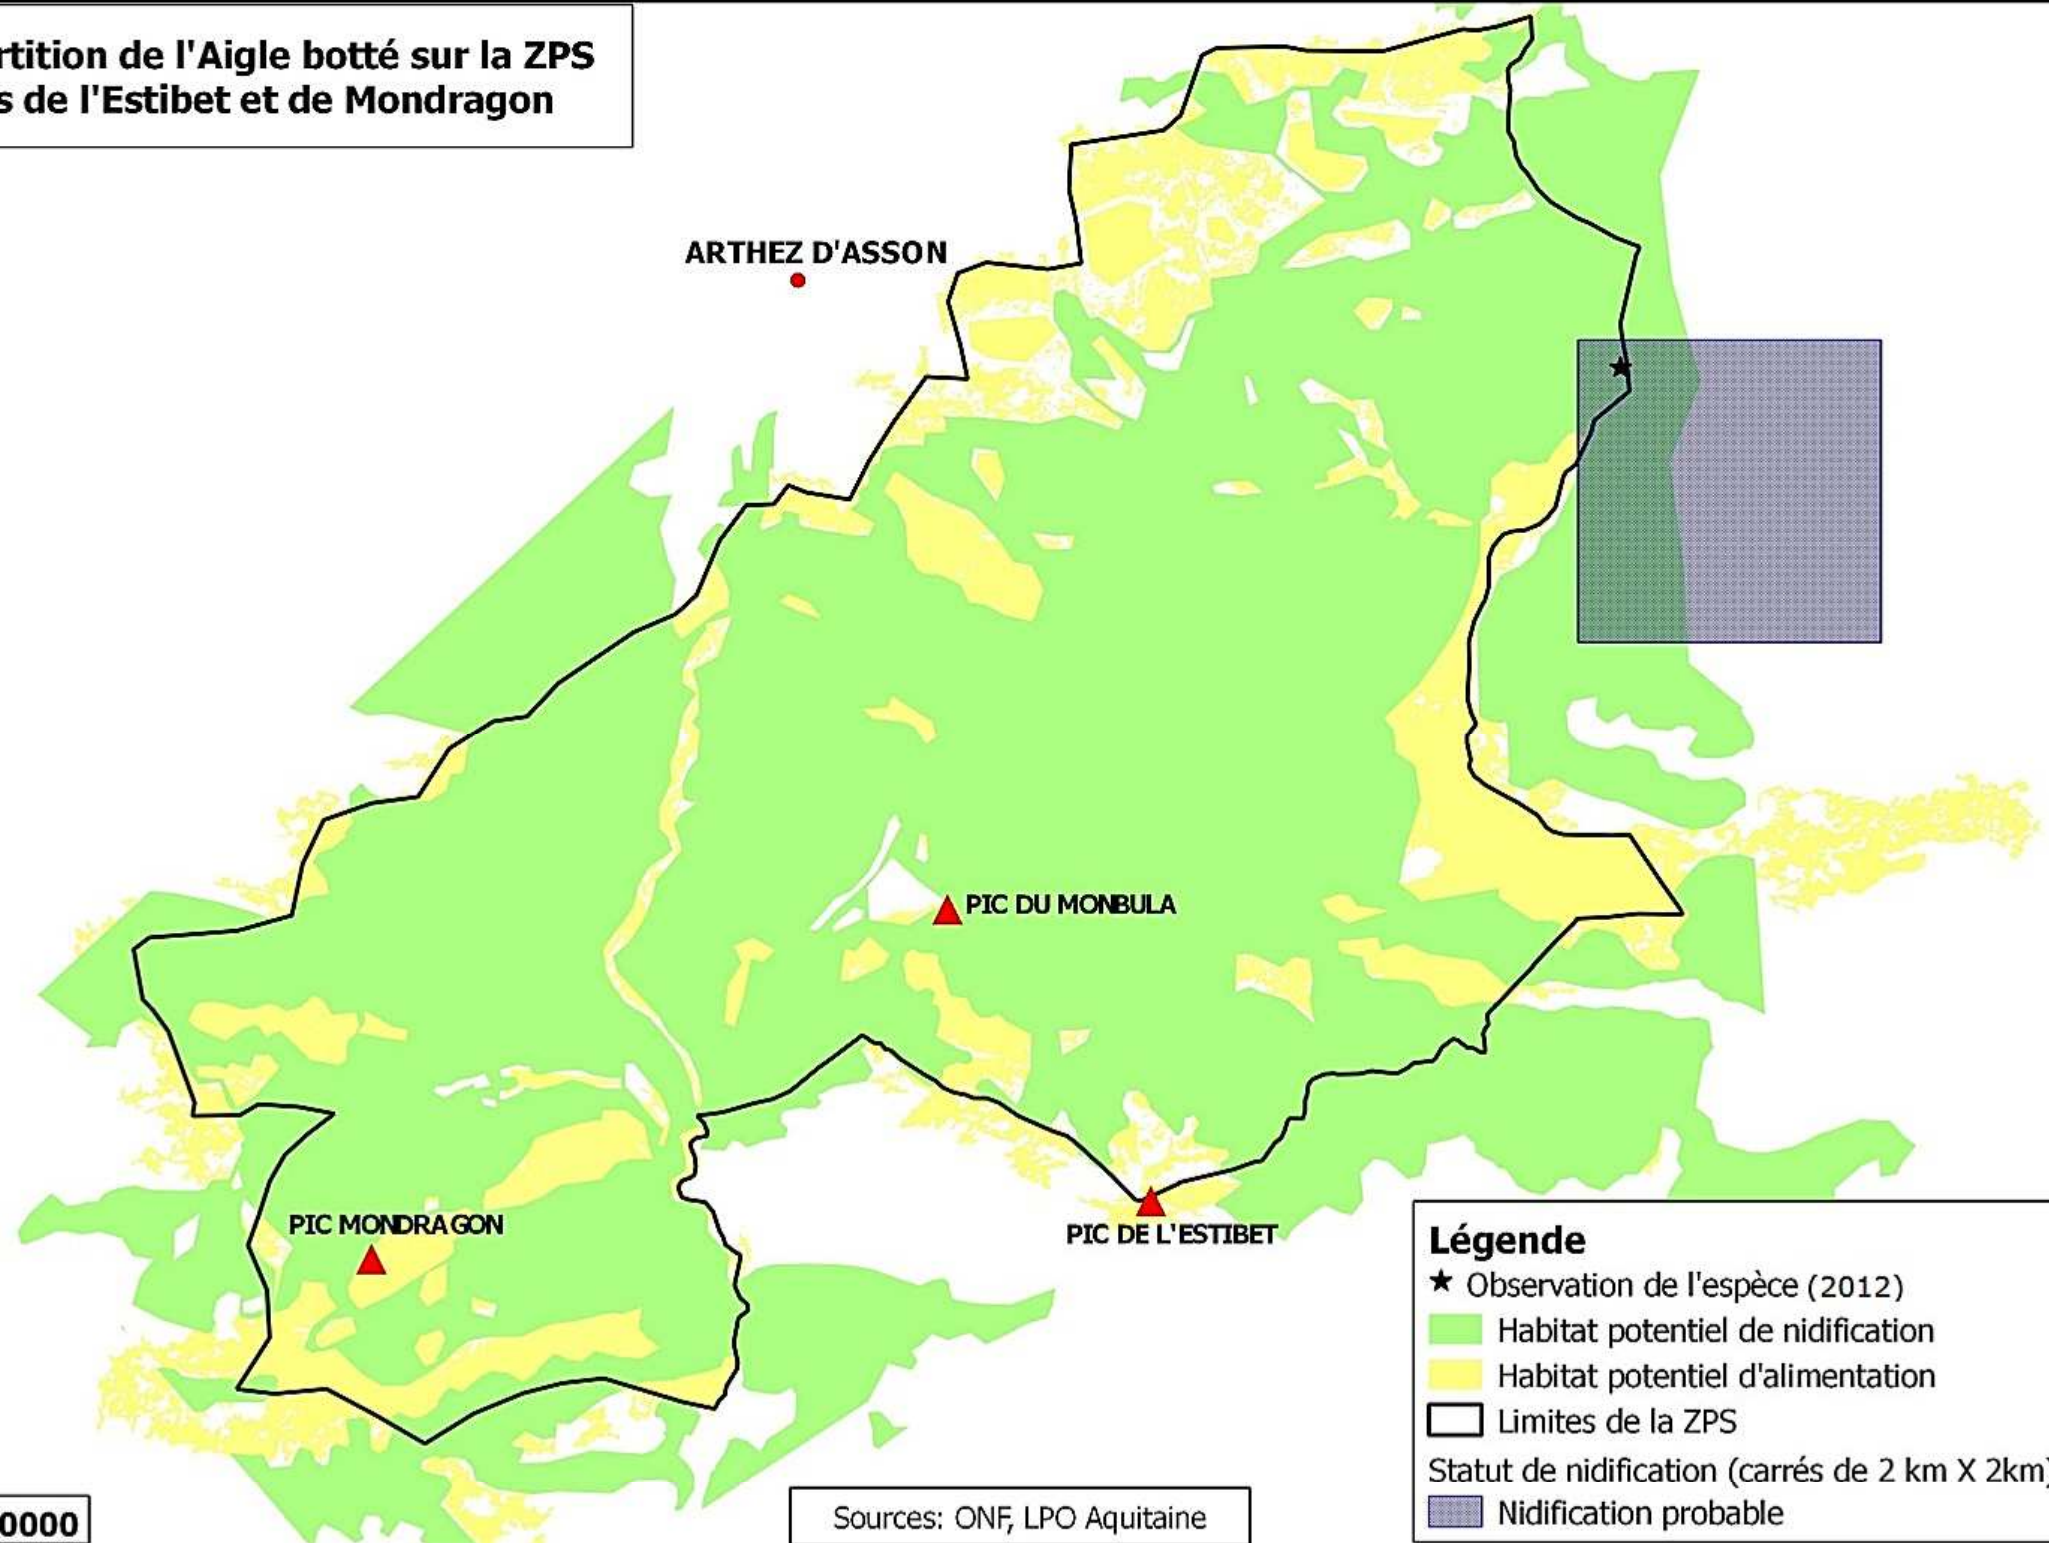 rtition de l'Aigle botté sur la ZPS
s de l'Estibet et de Mondragon
ARTHEZ D'ASSON
PIC DU MONBULA
PIC MONDRAGON
PIC DE L'ESTIBET
Légende
Observation de l'espèce (2012)
Habitat potentiel de nidification
Habitat potentiel d'alimentation
Limites de la ZPS
Statut de nidification (carrés de 2 km X 2km)
Nidification probable
0000
Sources: ONF, LPO Aquitaine